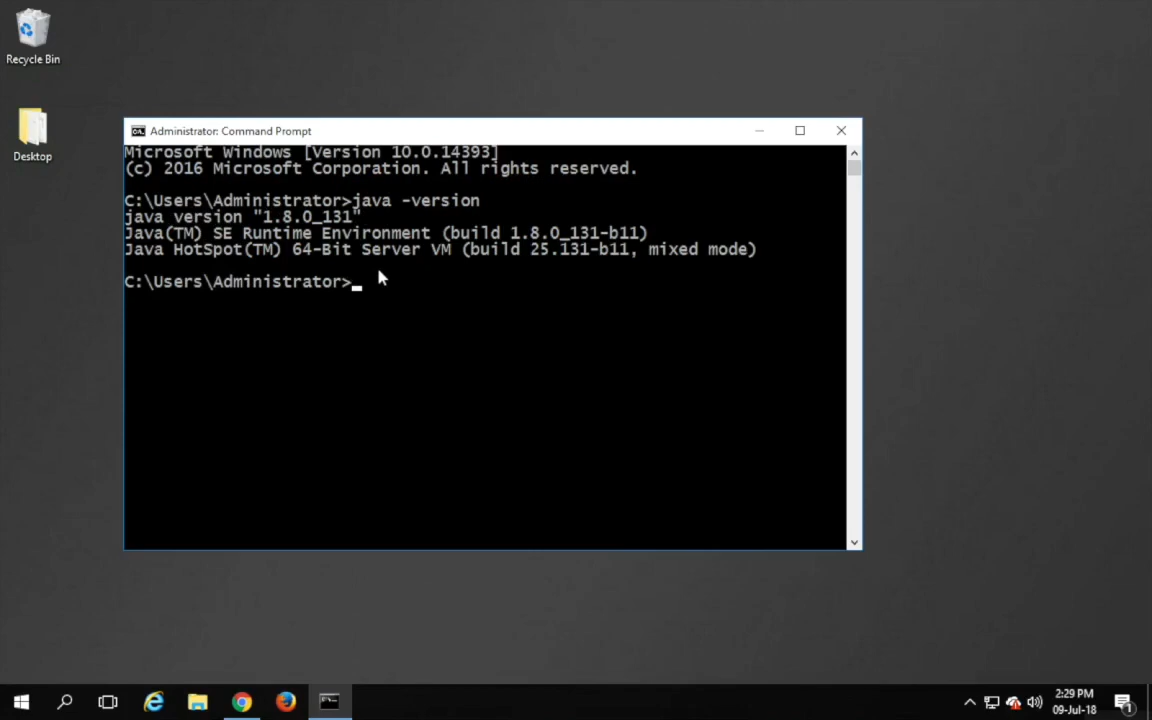 Recycle Bin
Desktop
Administrator: Command Prompt
Microsoft Windows [Version 10.0.14393]
(c) 2016 Microsoft Corporation. All rights reserved.
C:\Users\Administrator>java -version
java version "1.8.0_131"
Java(TM) SE Runtime Environment (build 1.8.0_131-b11)
Java HotSpot(TM) 64-Bit Server VM (build 25.131-b11, mixed mode)
C:\Users\Administrator>
2:29 PM
09-Jul-18
1